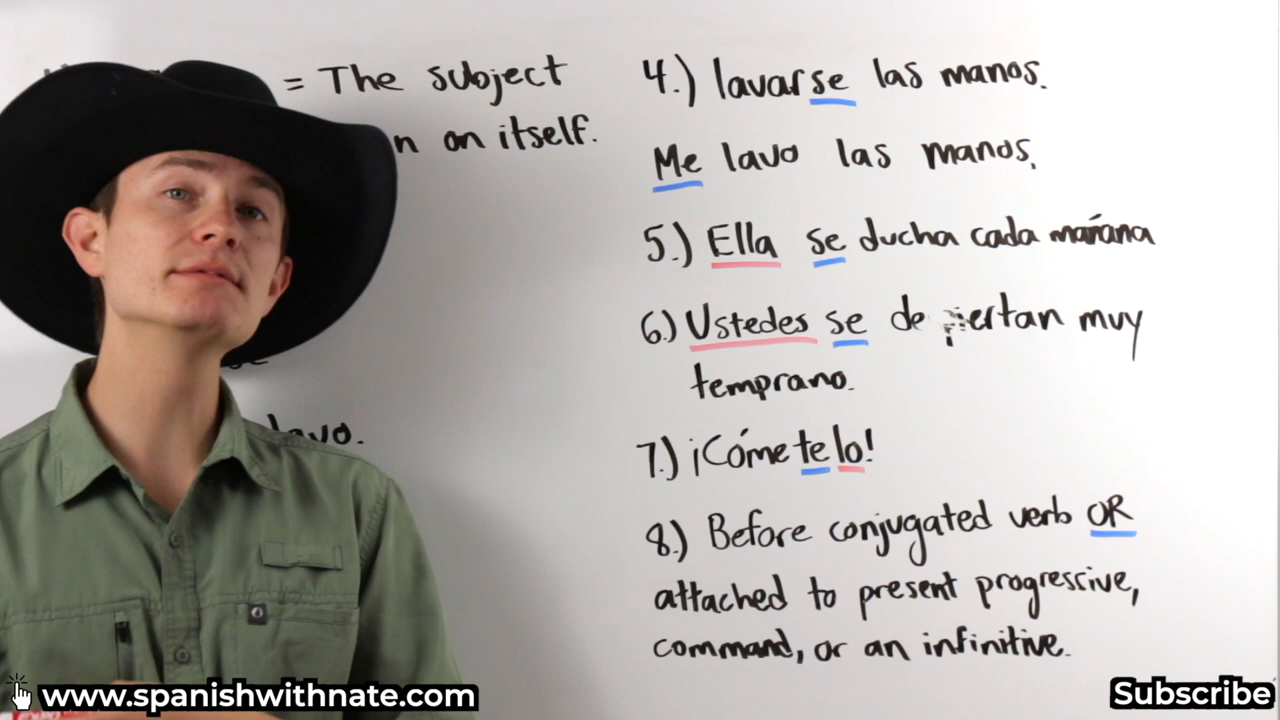 = The subject
on itself.
lavo.
4.) lavarse las manos.
Me lavo las manos.
5.) Ella se ducha cada mañana
6.) Ustedes se
muy
temprano.
7.) ¡Cómetelo!
8.) Before conjugated verb OR
attached to present progressive,
command, or an infinitive.
www.spanishwithnate.com
Subscribe